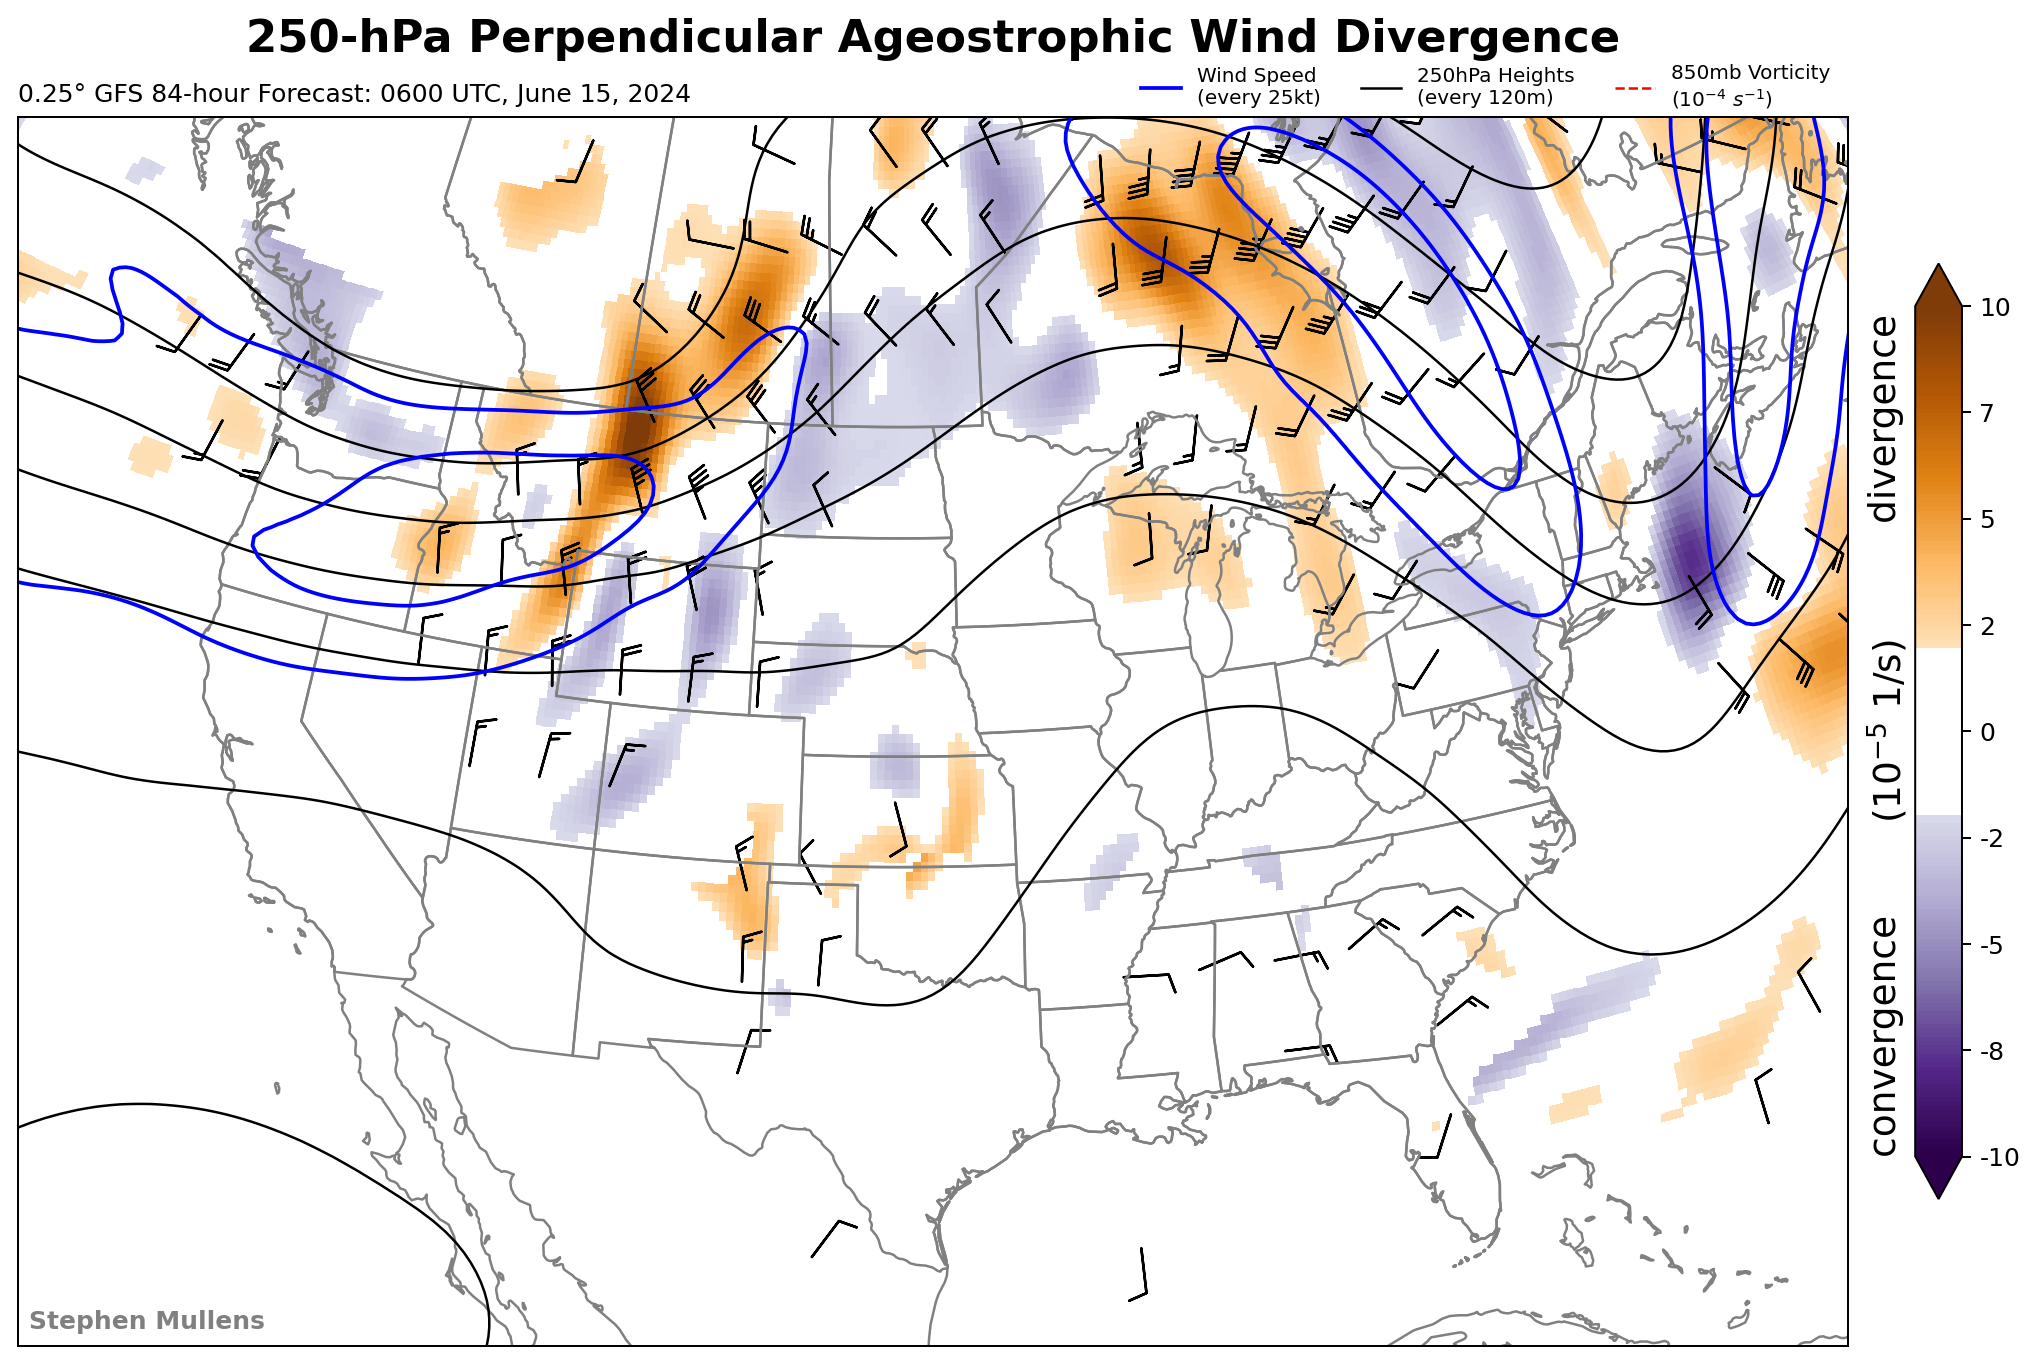 250-hPa Perpendicular Ageostrophic Wind Divergence
0.25° GFS 84-hour Forecast: 0600 UTC, June 15, 2024
Wind Speed
(every 25kt)
250hPa Heights
(every 120m)
850mb Vorticity
(10⁻⁴ s⁻¹)
10
7
5
2
0
-2
-5
-8
-10
convergence (10⁻⁵ 1/s) divergence
Stephen Mullens